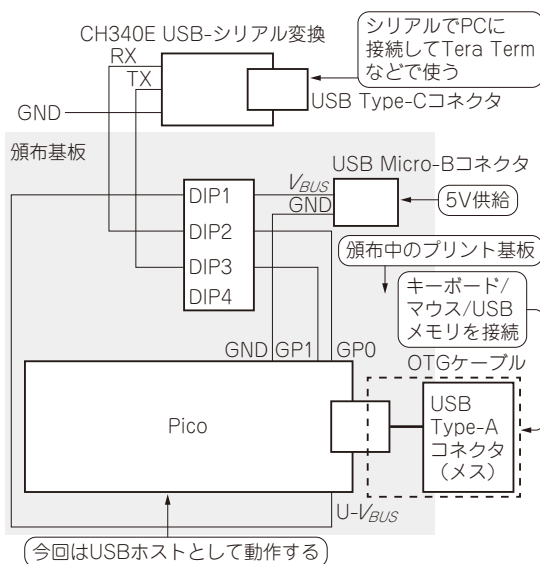 CH340E USB-シリアル変換
シリアルでPCに
接続してTera Term
などで使う
RX
TX
USB Type-Cコネクタ
GND
頒布基板
USB Micro-Bコネクタ
DIP1
VBUS
GND
5V供給
DIP2
頒布中のプリント基板
DIP3
DIP4
キーボード/
マウス/USB
メモリを接続
GND GP1 GP0
OTGケーブル
Pico
USB
Type-A
コネクタ
(メス)
U-VBUS
今回はUSBホストとして動作する